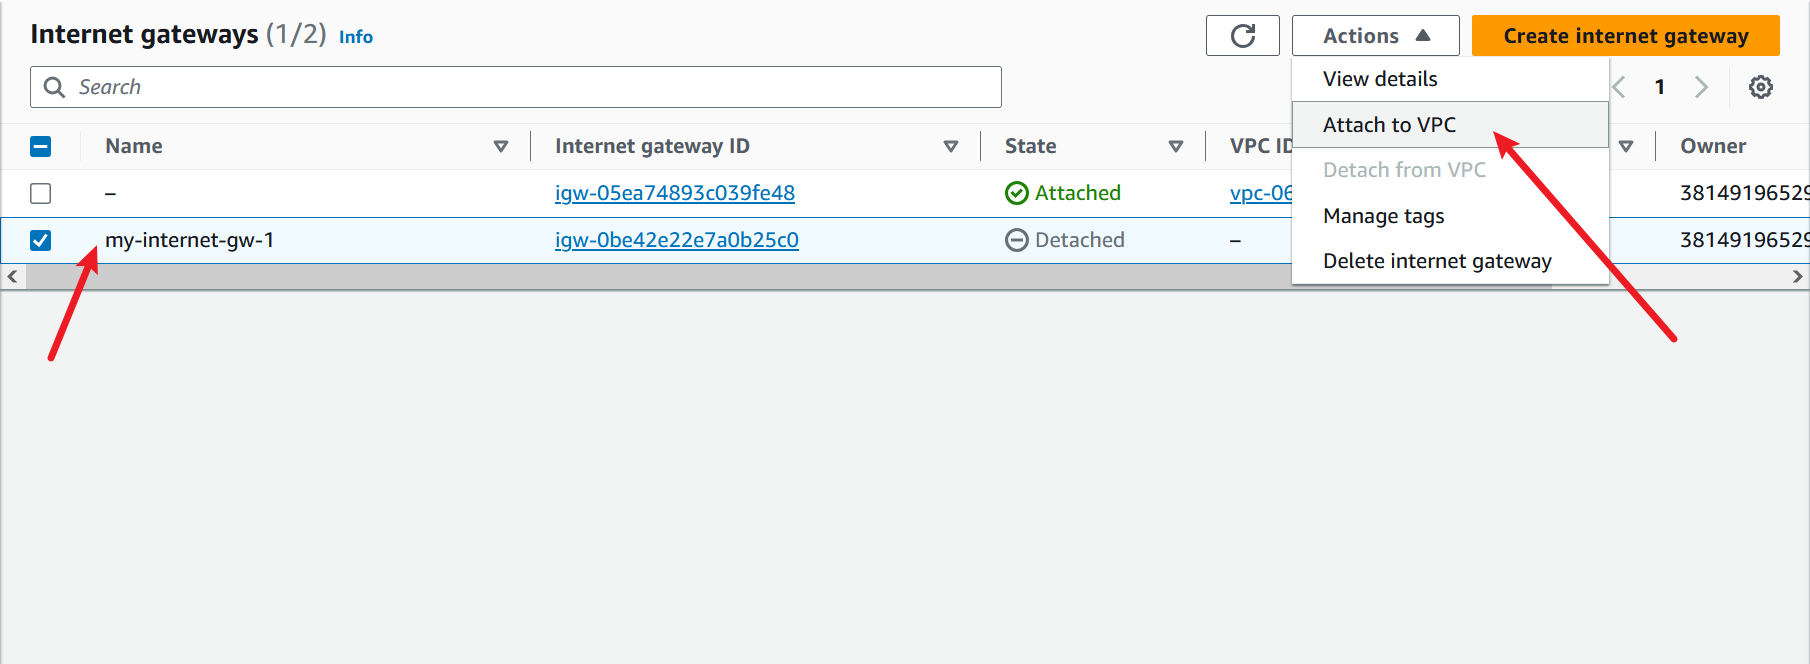 Internet gateways (1/2) Info
Actions
Create internet gateway
Search
1
View details
Attach to VPC
Detach from VPC
Manage tags
Delete internet gateway
Name Internet gateway ID State VPC ID Owner
– igw-05ea74893c039fe48 Attached vpc-06 38149196529
my-internet-gw-1 igw-0be42e22e7a0b25c0 Detached – 38149196529